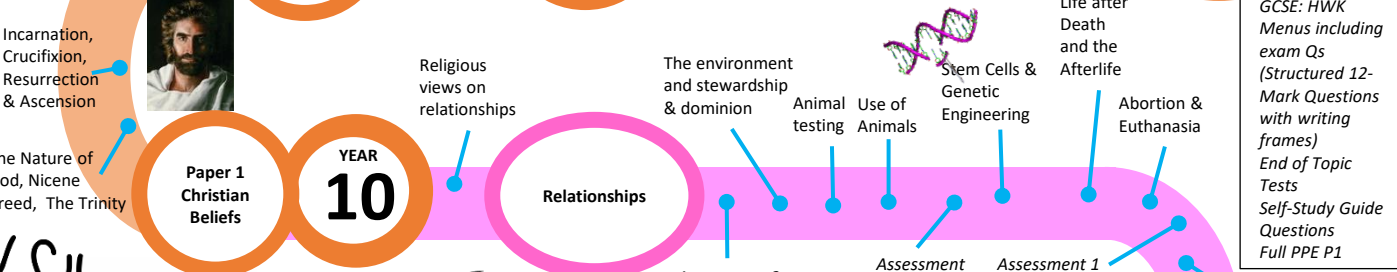 Incarnation,
Crucifixion,
Resurrection
& Ascension
Nature of
Nicene
The Trinity
Paper 1
Christian
Beliefs
YEAR
10
Religious
views on
relationships
Relationships
The environment
and stewardship
& dominion
Animal
testing
Use of
Animals
Stem Cells &
Genetic
Engineering
Life after
Death
and the
Afterlife
Abortion &
Euthanasia
Assessment
Assessment 1
GCSE: HWK
Menus including
exam Qs
(Structured 12-
Mark Questions
with writing
frames)
End of Topic
Tests
Self-Study Guide
Questions
Full PPE P1